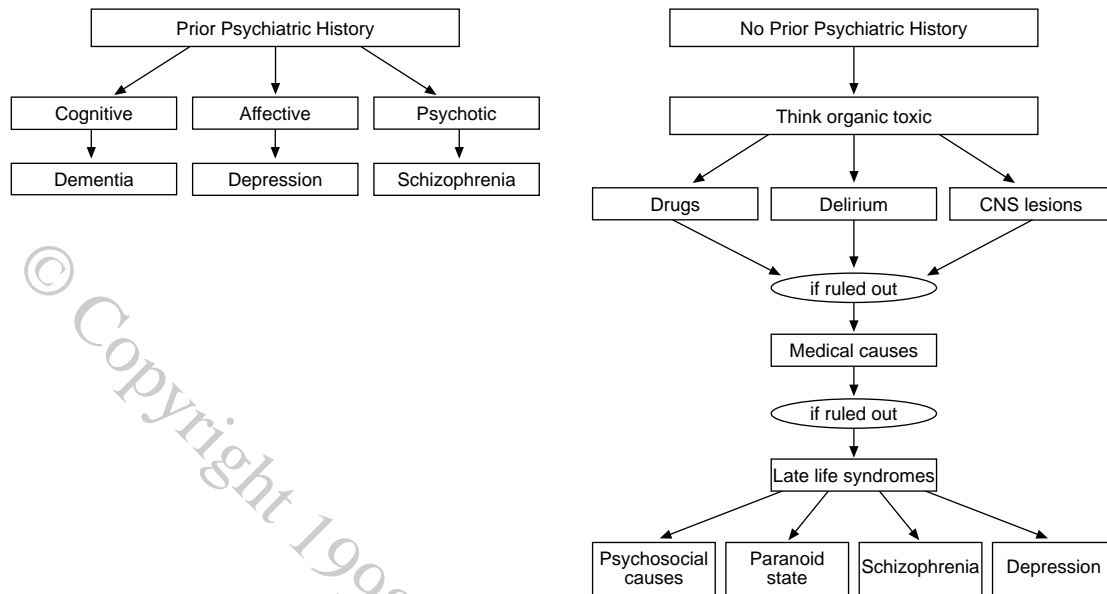 Prior Psychiatric History
Cognitive
Affective
Psychotic
Dementia
Depression
Schizophrenia
No Prior Psychiatric History
Think organic toxic
Drugs
Delirium
CNS lesions
if ruled out
Medical causes
if ruled out
Late life syndromes
Psychosocial
causes
Paranoid
state
Schizophrenia
Depression
© Copyright